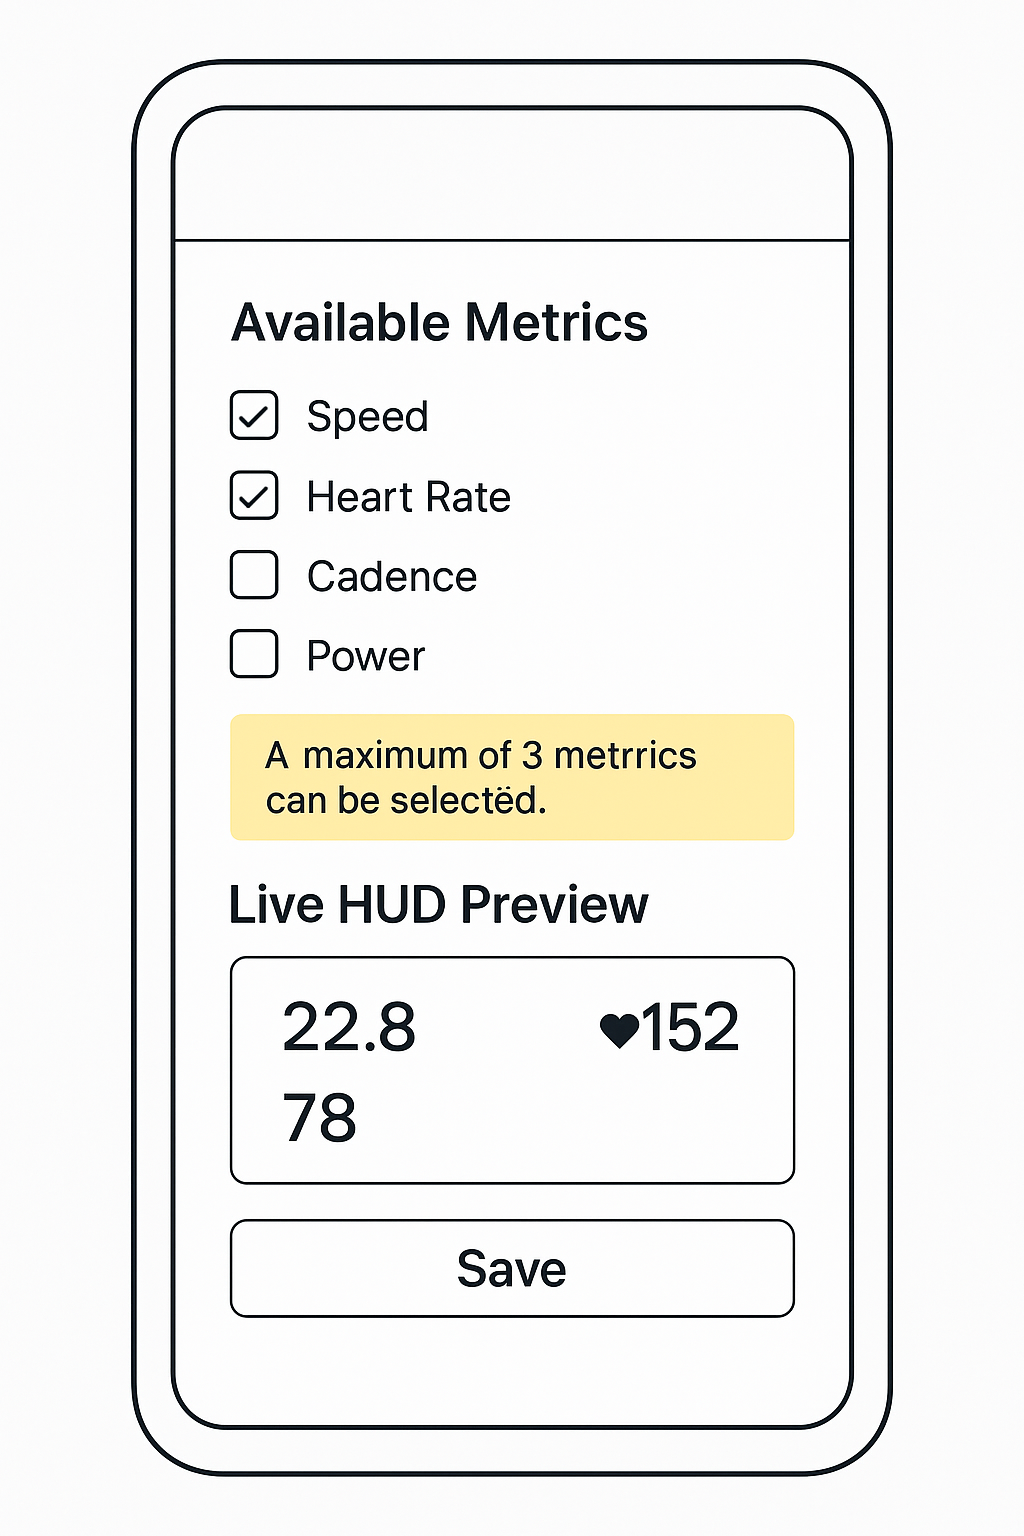 Available Metrics
Speed
Heart Rate
Cadence
Power
A maximum of 3 metrrics
can be selectëd.
Live HUD Preview
22.8 ♥152
78
Save